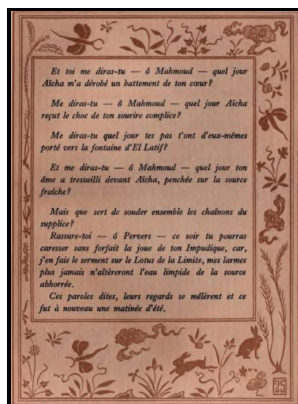 Et toi me diras-tu — ô Mahmoud — quel jour
Aïcha m'a dérobé un battement de ton cœur?
Me diras-tu — ô Mahmoud — quel jour Aïcha
reçut le choc de ton sourire complice?
Me diras-tu quel jour tes pas t'ont d'eux-mêmes
porté vers la fontaine d'El Latif?
Et me diras-tu — ô Mahmoud — quel jour ton
âme a tressailli devant Aïcha, penchée sur la source
fraîche?
Mais que sert de souder ensemble les chaînons du
supplice?
Rassure-toi — ô Pervers — ce soir tu pourras
caresser sans forfait la joue de ton Impudique, car,
j'en fais le serment sur le Lotus de la Limite, mes larmes
plus jamais n'altèreront l'eau limpide de la source
abhorrée.
Ces paroles dites, leurs regards se mêlèrent et ce
fut à nouveau une matinée d'été.
25